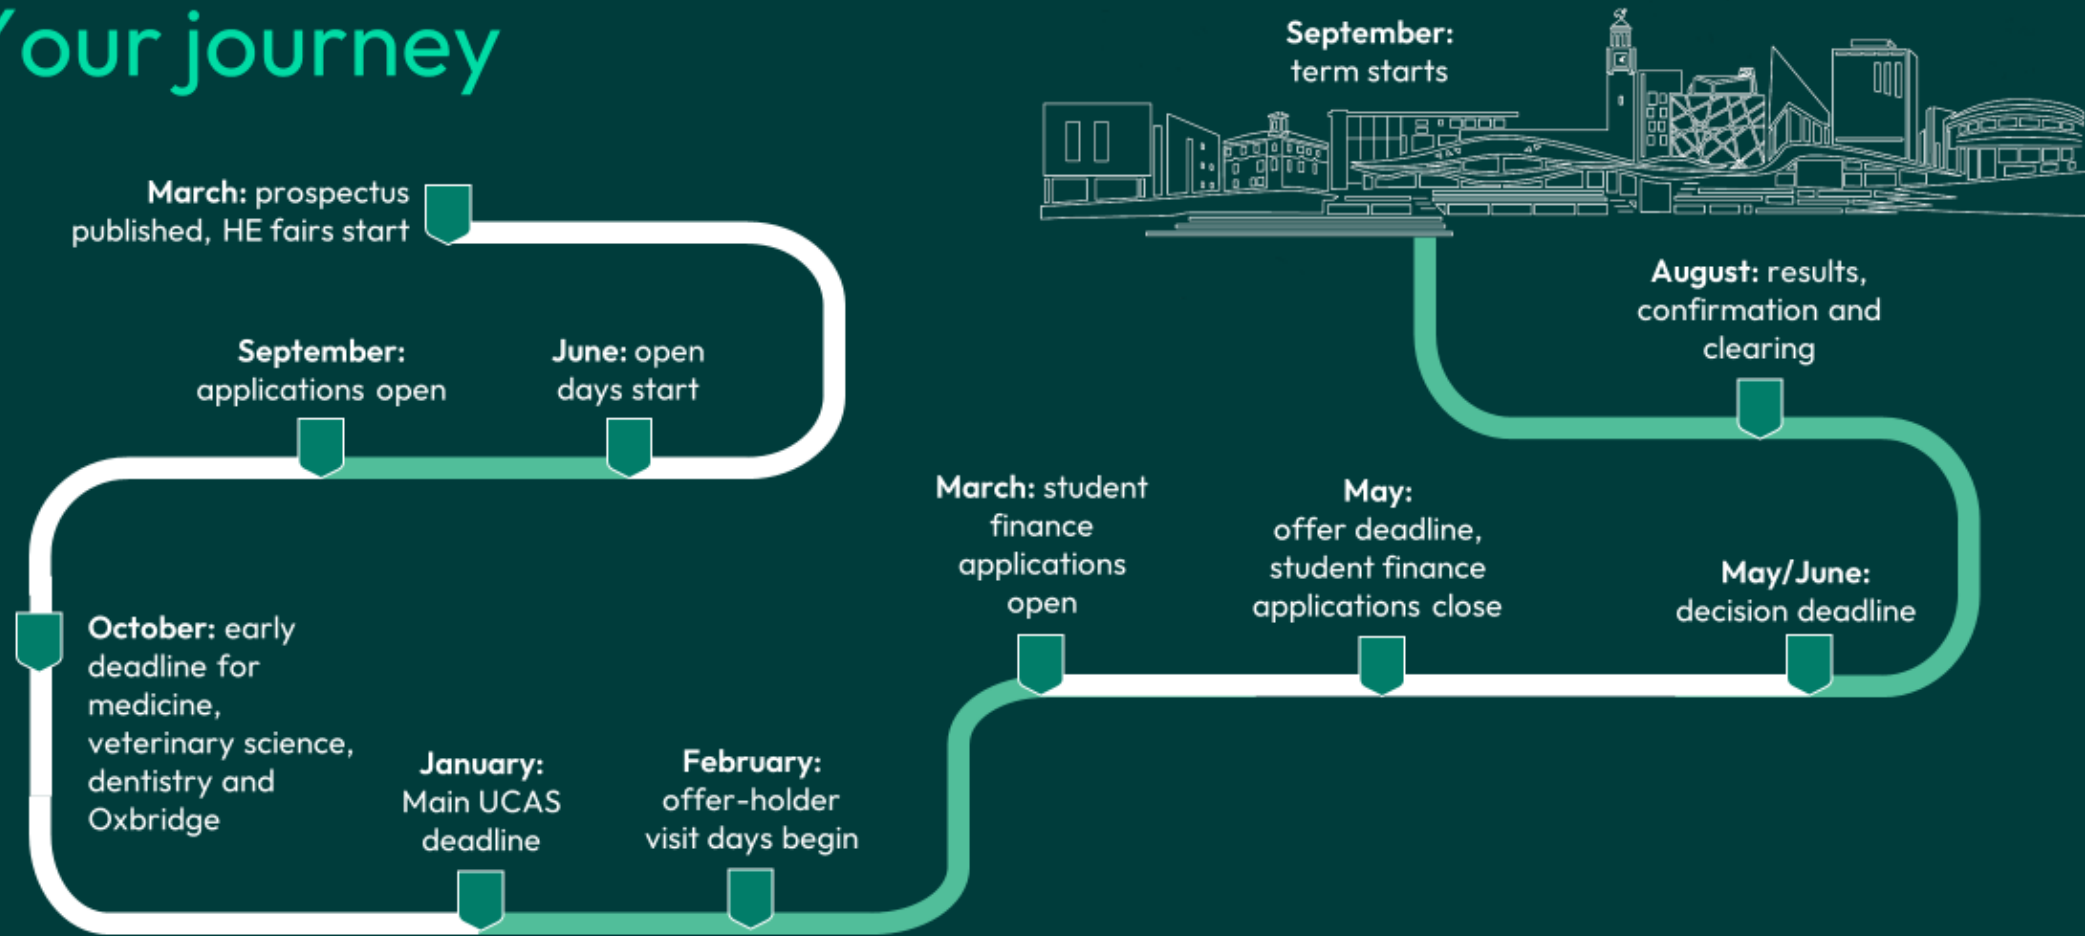 Your journey
March: prospectus
published, HE fairs start
June: open
days start
September:
applications open
October: early
deadline for
medicine,
veterinary science,
dentistry and
Oxbridge
January:
Main UCAS
deadline
February:
offer-holder
visit days begin
March: student
finance
applications
open
May:
offer deadline,
student finance
applications close
May/June:
decision deadline
August: results,
confirmation and
clearing
September:
term starts